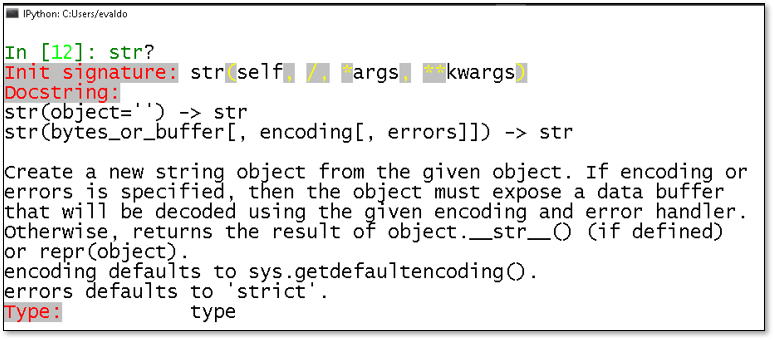 IPython: C:Users/evaldo
In [12]: str?
Init signature: str(self, /, *args, **kwargs)
Docstring:
str(object='') -> str
str(bytes_or_buffer[, encoding[, errors]]) -> str
Create a new string object from the given object. If encoding or
errors is specified, then the object must expose a data buffer
that will be decoded using the given encoding and error handler.
Otherwise, returns the result of object.__str__() (if defined)
or repr(object).
encoding defaults to sys.getdefaultencoding().
errors defaults to 'strict'.
Type: type